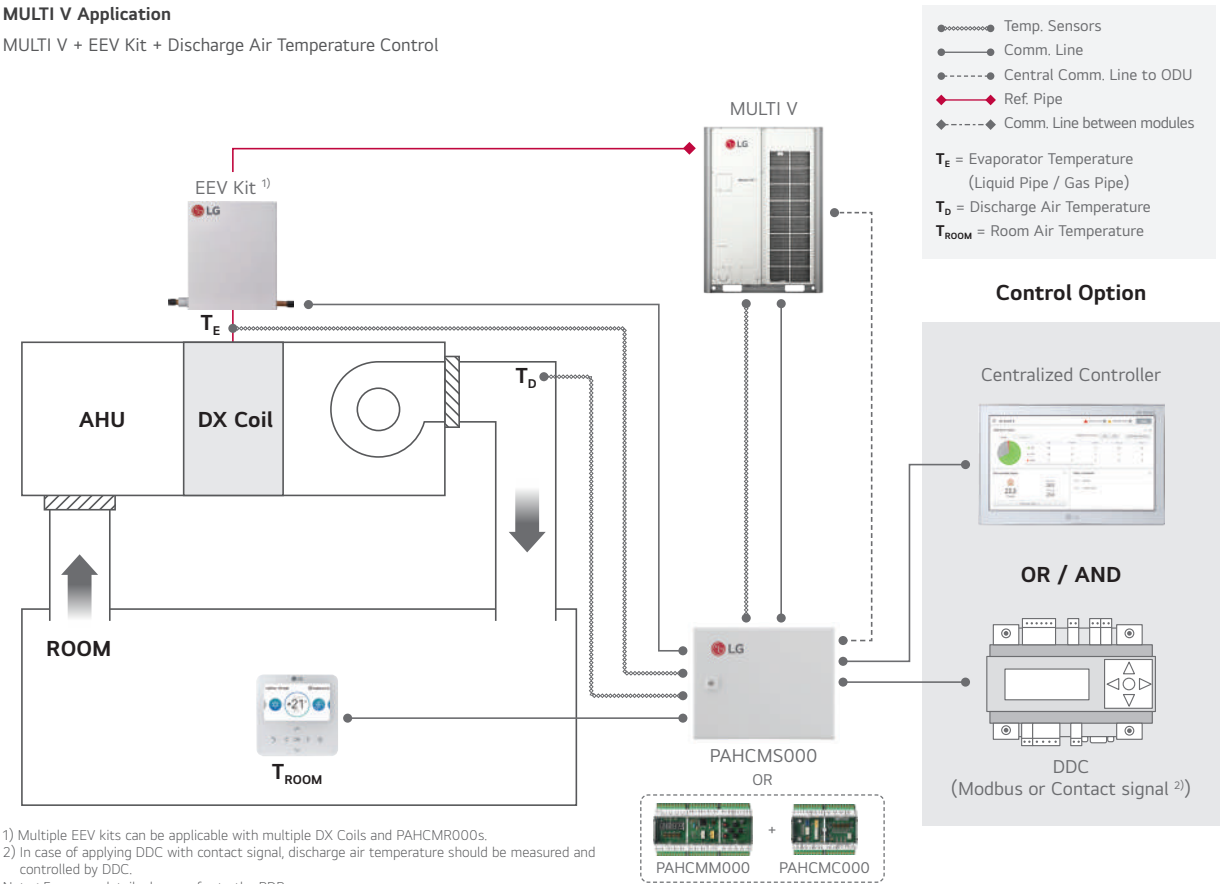 MULTI V Application
MULTI V + EEV Kit + Discharge Air Temperature Control
Temp. Sensors
Comm. Line
Central Comm. Line to ODU
Ref. Pipe
Comm. Line between modules
TE = Evaporator Temperature
(Liquid Pipe / Gas Pipe)
TD = Discharge Air Temperature
TROOM = Room Air Temperature
MULTI V
LG
EEV Kit 1)
LG
TE
TD
AHU
DX Coil
ROOM
LG
21
TROOM
LG
PAHCMS000
OR
PAHCMM000
+
PAHCMC000
Control Option
Centralized Controller
LG
OR / AND
DDC
(Modbus or Contact signal 2))
1) Multiple EEV kits can be applicable with multiple DX Coils and PAHCMR000s.
2) In case of applying DDC with contact signal, discharge air temperature should be measured and
controlled by DDC.